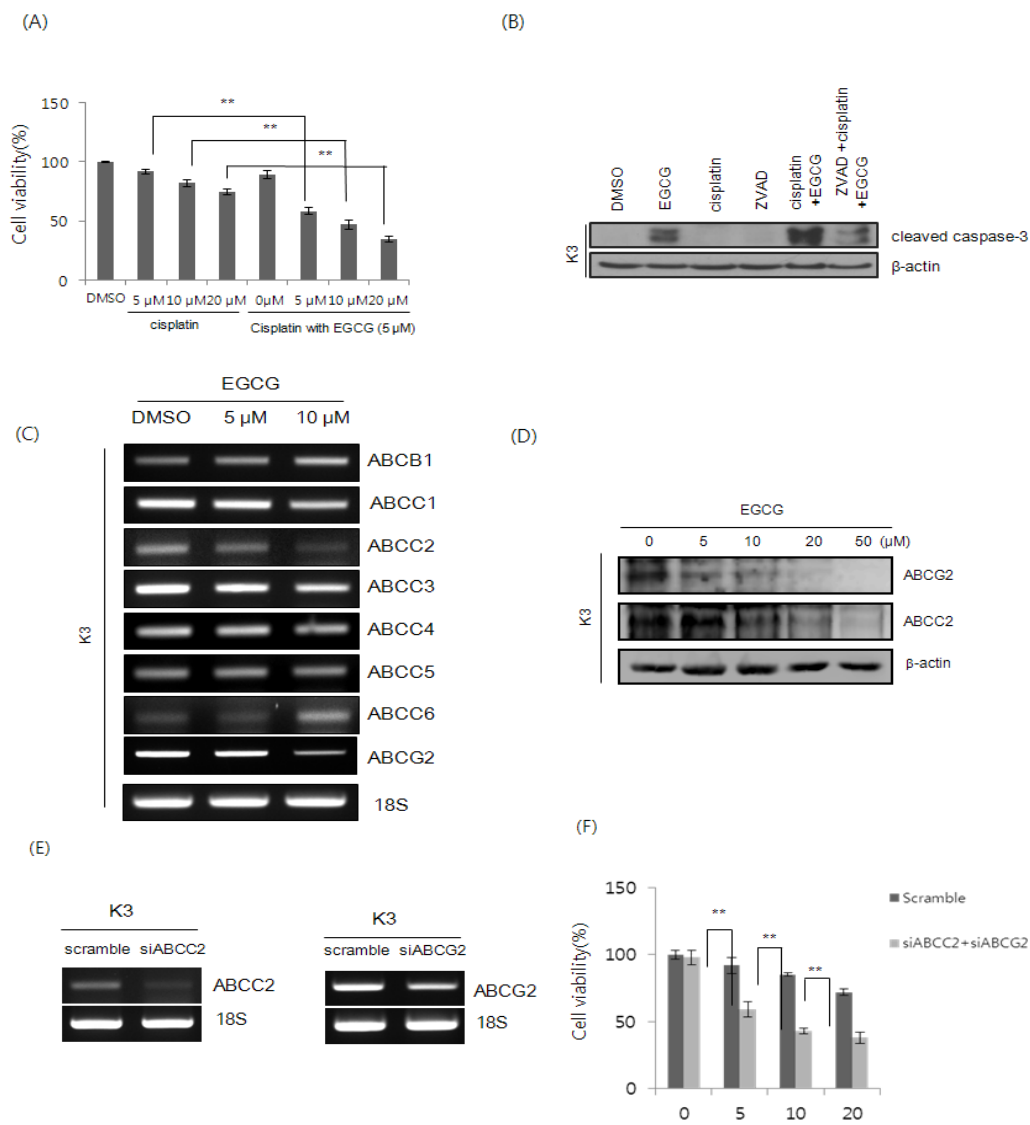 (A)
150
100
50
0
Cell viability(%)
**
**
**
DMSO
5 μM 10 μM 20 μM 0μM 5 μM 10 μM 20 μM
cisplatin
Cisplatin with EGCG (5 μM)
(B)
DMSO
EGCG
cisplatin
ZVAD
cisplatin
+EGCG
ZVAD +cisplatin
+EGCG
K3
cleaved caspase-3
β-actin
(C)
EGCG
DMSO 5 μM 10 μM
K3
ABCB1
ABCC1
ABCC2
ABCC3
ABCC4
ABCC5
ABCC6
ABCG2
18S
(D)
EGCG
0 5 10 20 50 (μM)
K3
ABCG2
ABCC2
β-actin
(E)
K3
scramble siABCC2
ABCC2
18S
K3
scramble siABCG2
ABCG2
18S
(F)
150
100
50
0
Cell viability(%)
**
**
**
0 5 10 20
Scramble
siABCC2+siABCG2